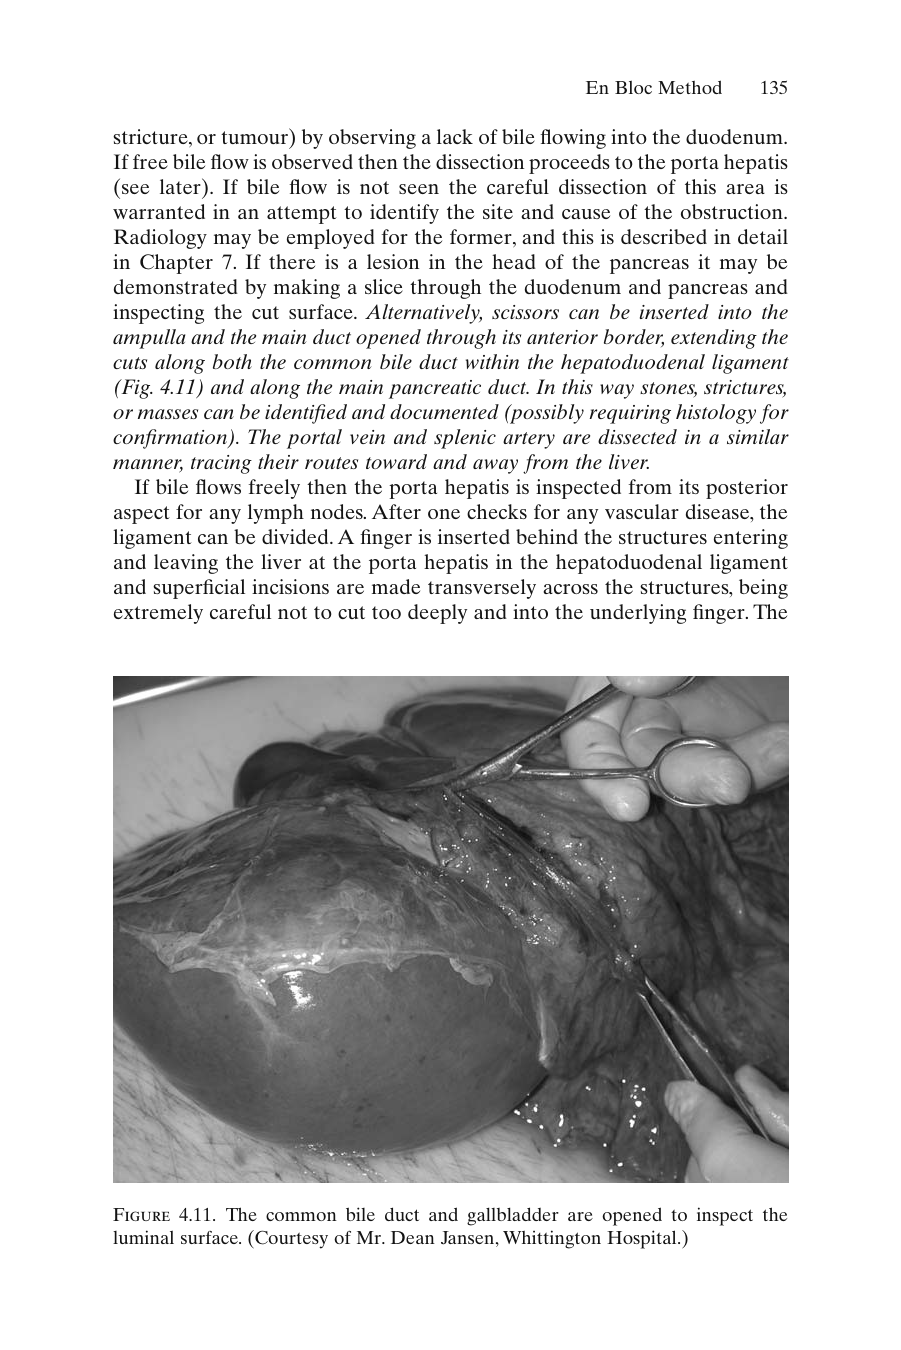 En Bloc Method 135
stricture, or tumour) by observing a lack of bile flowing into the duodenum.
If free bile flow is observed then the dissection proceeds to the porta hepatis
(see later). If bile flow is not seen the careful dissection of this area is
warranted in an attempt to identify the site and cause of the obstruction.
Radiology may be employed for the former, and this is described in detail
in Chapter 7. If there is a lesion in the head of the pancreas it may be
demonstrated by making a slice through the duodenum and pancreas and
inspecting the cut surface. Alternatively, scissors can be inserted into the
ampulla and the main duct opened through its anterior border, extending the
cuts along both the common bile duct within the hepatoduodenal ligament
(Fig. 4.11) and along the main pancreatic duct. In this way stones, strictures,
or masses can be identified and documented (possibly requiring histology for
confirmation). The portal vein and splenic artery are dissected in a similar
manner, tracing their routes toward and away from the liver.
If bile flows freely then the porta hepatis is inspected from its posterior
aspect for any lymph nodes. After one checks for any vascular disease, the
ligament can be divided. A finger is inserted behind the structures entering
and leaving the liver at the porta hepatis in the hepatoduodenal ligament
and superficial incisions are made transversely across the structures, being
extremely careful not to cut too deeply and into the underlying finger. The
FIGURE 4.11. The common bile duct and gallbladder are opened to inspect the
luminal surface. (Courtesy of Mr. Dean Jansen, Whittington Hospital.)